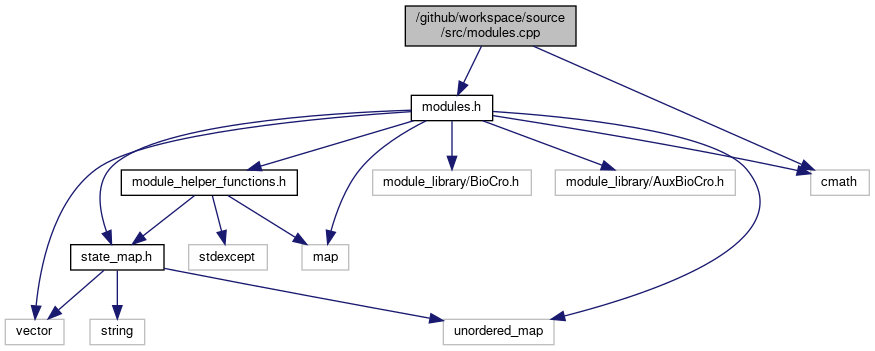 /github/workspace/source
/src/modules.cpp
modules.h
module_helper_functions.h
module_library/BioCro.h
module_library/AuxBioCro.h
cmath
state_map.h
stdexcept
map
vector
string
unordered_map